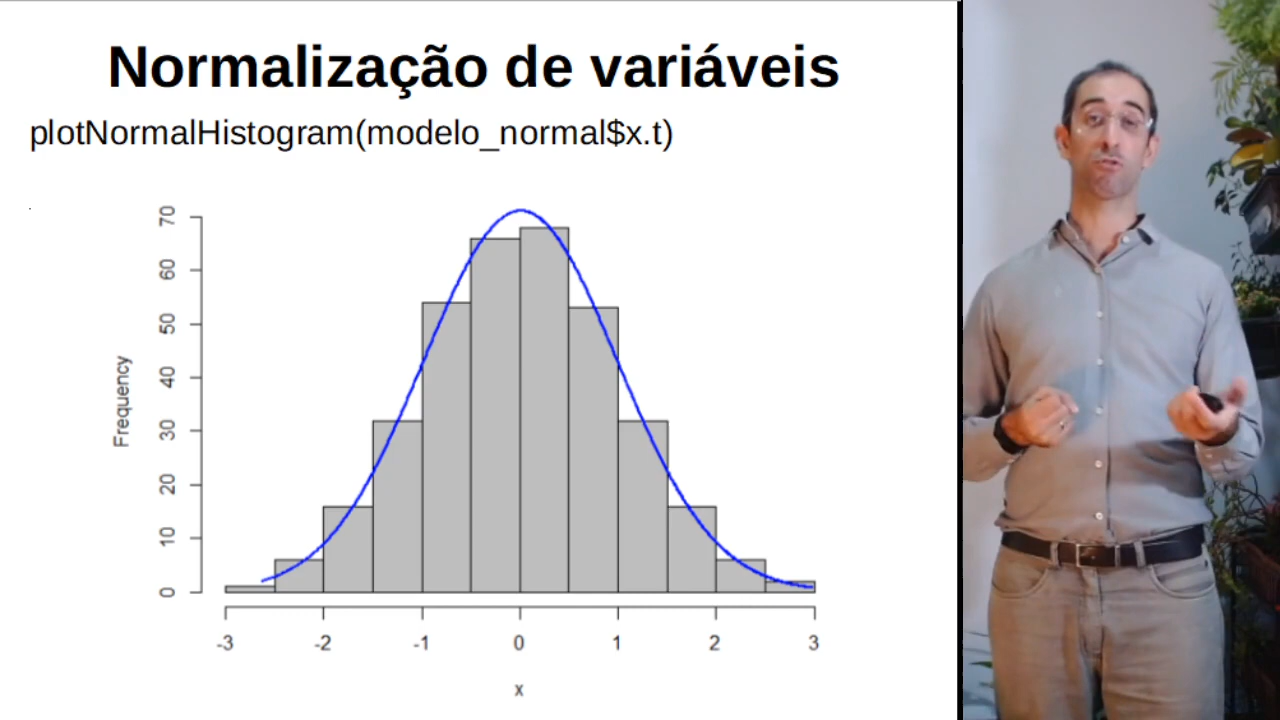 Normalização de variáveis
plotNormalHistogram(modelo_normal$x.t)
Frequency
70
60
50
40
30
20
10
0
-3 -2 -1 0 1 2 3
x